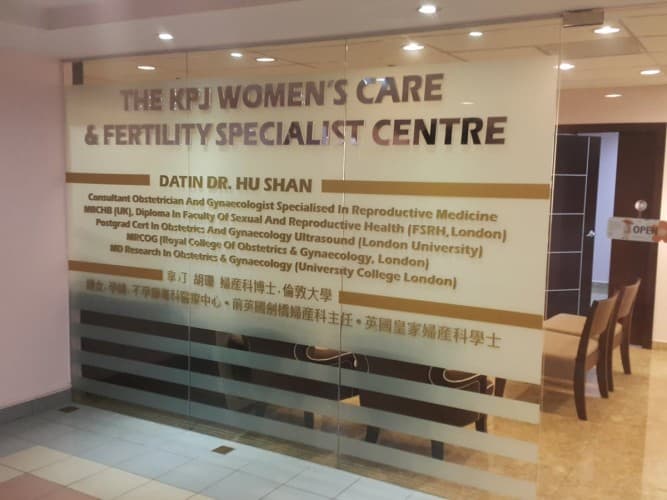 THE KPJ WOMEN'S CARE
& FERTILITY SPECIALIST CENTRE
DATIN DR. HU SHAN
Consultant Obstetrician And Gynaecologist Specialised In Reproductive Medicine
MBCHB (UK), Diploma In Faculty Of Sexual And Reproductive Health (FSRH, London)
Postgrad Cert In Obstetrics And Gynaecology Ultrasound (London University)
MRCOG (Royal College Of Obstetrics & Gynaecology, London)
MD Research In Obstetrics & Gynaecology (University College London)
拿汀 胡珊 婦產科博士·倫敦大學
婦女·孕婦·不孕 專科醫療中心·前英國劍橋婦產科主任·英國皇家婦產科學士
OPEN